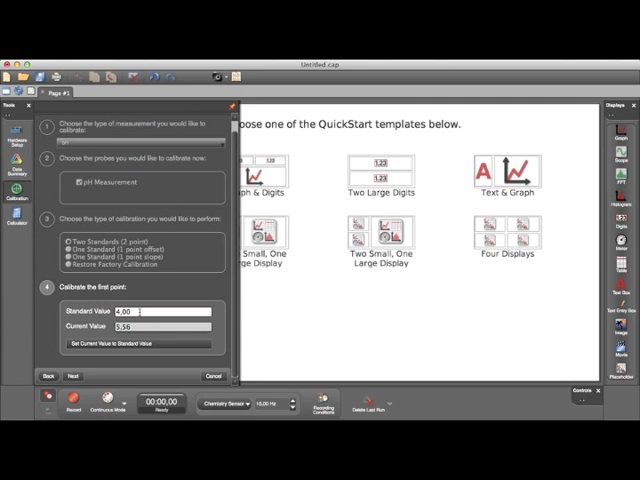 Untitled.cap
Page #1
Tools
Hardware
Setup
Data
Summary
Calibration
Calculator
1
Choose the type of measurement you would like to
calibrate:
pH
2
Choose the probes you would like to calibrate now:
pH Measurement
3
Choose the type of calibration you would like to perform:
Two Standards (2 point)
One Standard (1 point offset)
One Standard (1 point slope)
Restore Factory Calibration
4
Calibrate the first point:
Standard Value
4,00
Current Value
5,56
Set Current Value to Standard Value
Back
Next
Cancel
oose one of the QuickStart templates below.
ph & Digits
1.23
1.23
Two Large Digits
A
Text & Graph
Small, One
ge Display
Two Small, One
Large Display
Four Displays
Displays
Graph
Scope
FFT
Histogram
Digits
Meter
Table
Text Box
Text Entry Box
Image
Movie
Placeholder
Record
Continuous Mode
00:00,00
Ready
Chemistry Sensor
10,00 Hz
Recording
Conditions
Delete Last Run
Controls